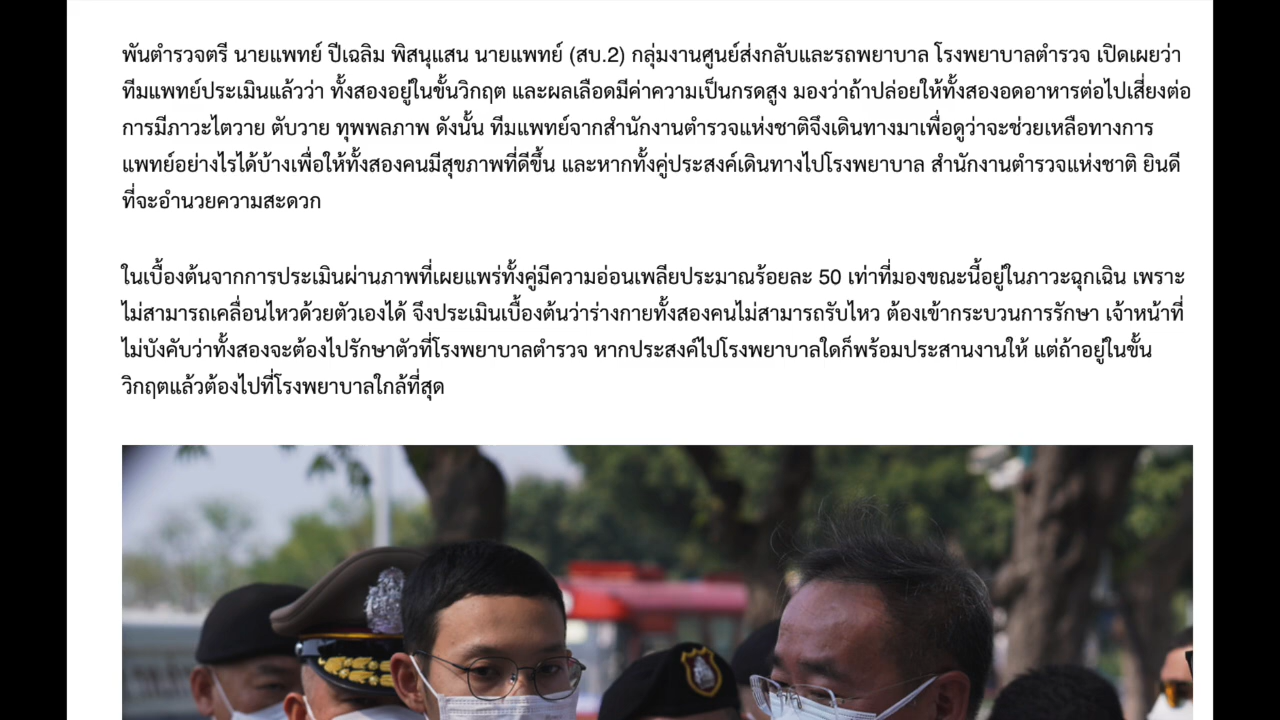 พันตำรวจตรี นายแพทย์ ปีเฉลิม พิสนุแสน นายแพทย์ (สบ.2) กลุ่มงานศูนย์ส่งกลับและรถพยาบาล โรงพยาบาลตำรวจ เปิดเผยว่า
ทีมแพทย์ประเมินแล้วว่า ทั้งสองอยู่ในขั้นวิกฤต และผลเลือดมีค่าความเป็นกรดสูง มองว่าถ้าปล่อยให้ทั้งสองอดอาหารต่อไปเสี่ยงต่อ
การมีภาวะไตวาย ตับวาย ทุพพลภาพ ดังนั้น ทีมแพทย์จากสำนักงานตำรวจแห่งชาติจึงเดินทางมาเพื่อดูว่าจะช่วยเหลือทางการ
แพทย์อย่างไรได้บ้างเพื่อให้ทั้งสองคนมีสุขภาพที่ดีขึ้น และหากทั้งคู่ประสงค์เดินทางไปโรงพยาบาล สำนักงานตำรวจแห่งชาติ ยินดี
ที่จะอำนวยความสะดวก
ในเบื้องต้นจากการประเมินผ่านภาพที่เผยแพร่ทั้งคู่มีความอ่อนเพลียประมาณร้อยละ 50 เท่าที่มองขณะนี้อยู่ในภาวะฉุกเฉิน เพราะ
ไม่สามารถเคลื่อนไหวด้วยตัวเองได้ จึงประเมินเบื้องต้นว่าร่างกายทั้งสองคนไม่สามารถรับไหว ต้องเข้ากระบวนการรักษา เจ้าหน้าที่
ไม่บังคับว่าทั้งสองจะต้องไปรักษาตัวที่โรงพยาบาลตำรวจ หากประสงค์ไปโรงพยาบาลใดก็พร้อมประสานงานให้ แต่ถ้าอยู่ในขั้น
วิกฤตแล้วต้องไปที่โรงพยาบาลใกล้ที่สุด